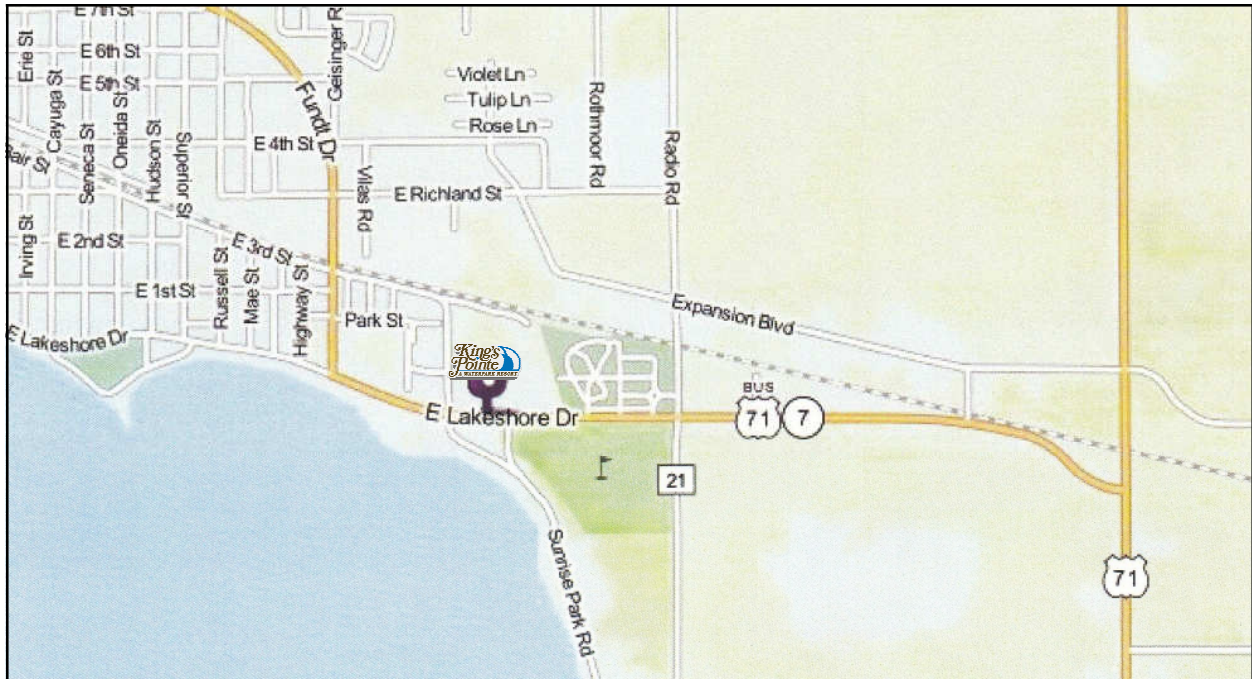 E 7th St
Geisinger R
Erie St
E 6th St
Cayuga St
E 5th St
Violet Ln
Tulip Ln
Rose Ln
Rothmoor Rd
Fundt Dr
Oneida St
Seneca St
Hudson St
Superior St
E 4th St
Radio Rd
Vilas Rd
E Richland St
Irving St
E 2nd St
E 3rd St
Russell St
Mae St
Highway St
E 1st St
Park St
Expansion Blvd
E Lakeshore Dr
King's
Pointe
A WATERPARK RESORT
BUS
71
7
E Lakeshore Dr
21
Sunrise Park Rd
71